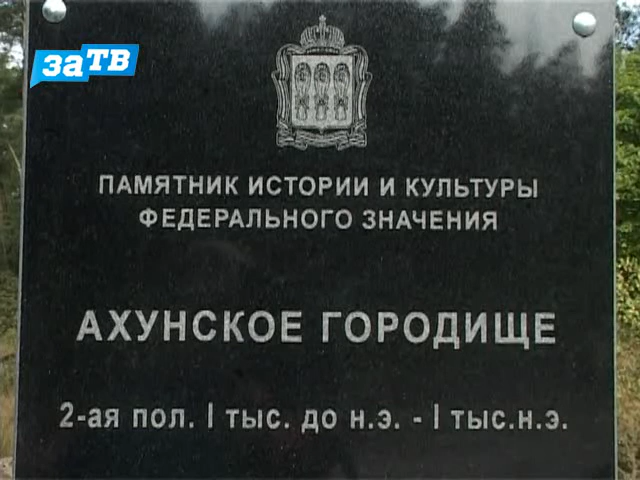 заТВ
ПАМЯТНИК ИСТОРИИ И КУЛЬТУРЫ
ФЕДЕРАЛЬНОГО ЗНАЧЕНИЯ
АХУНСКОЕ ГОРОДИЩЕ
2-ая пол. I тыс. до н.э. - I тыс.н.э.